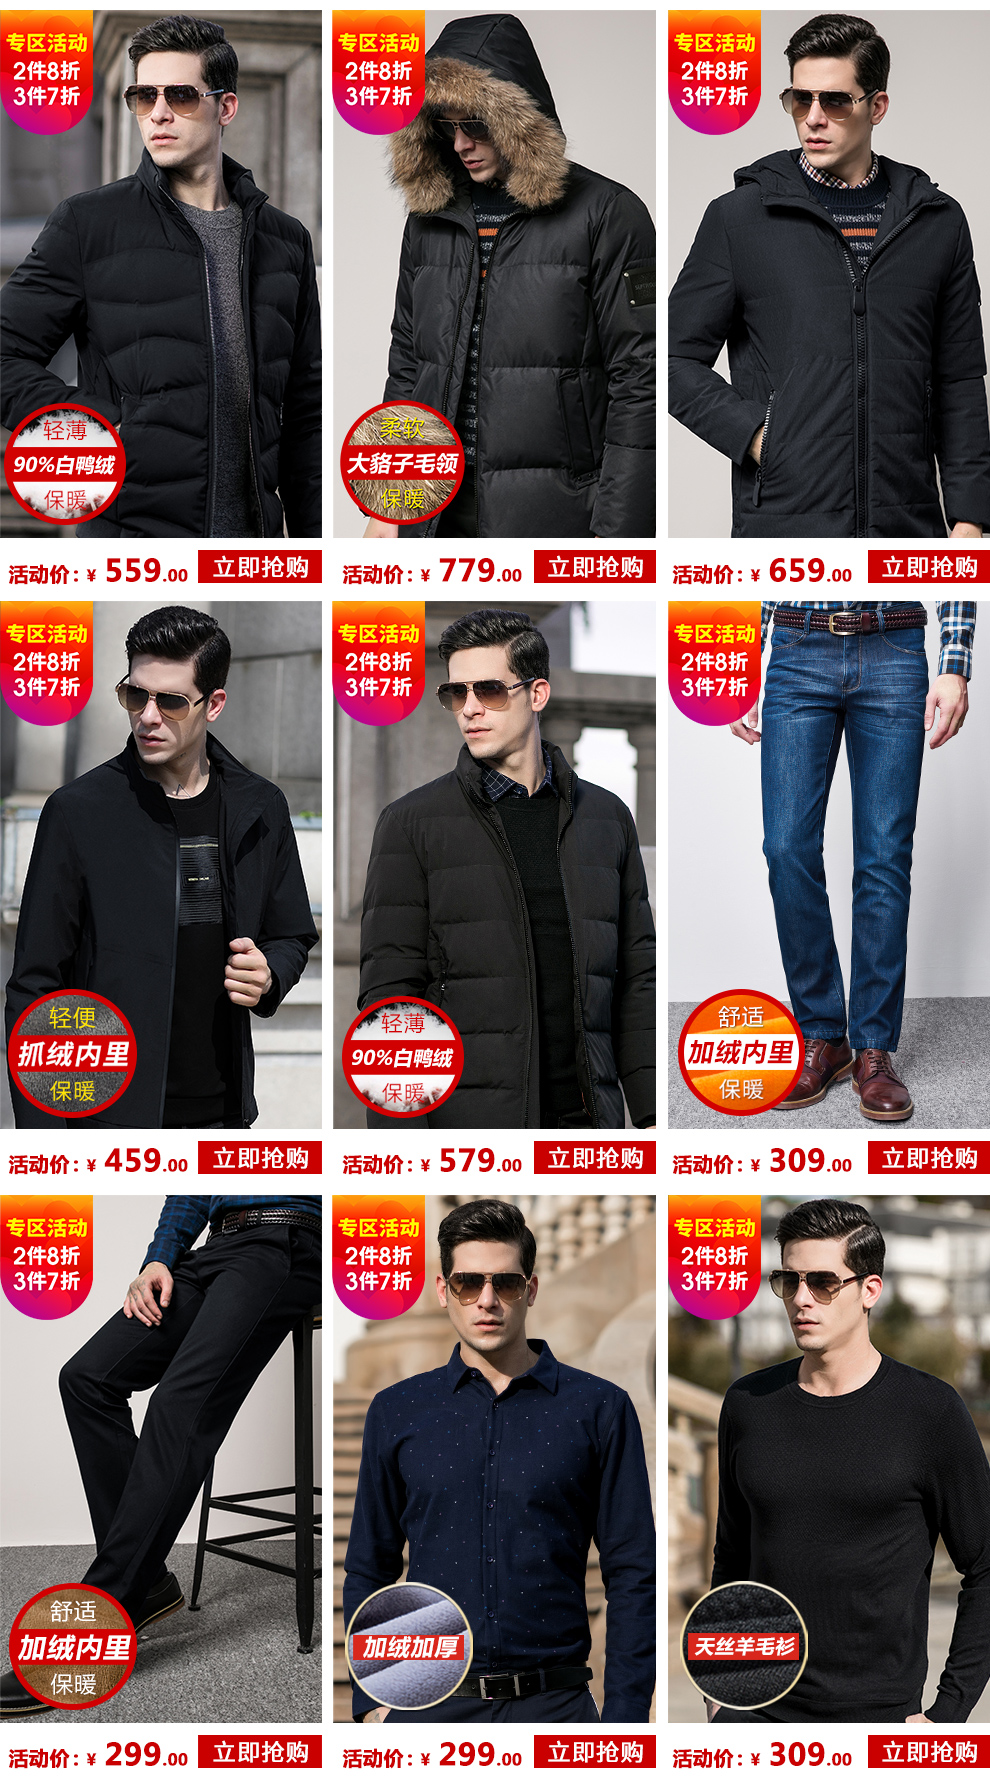 专区活动
2件8折
3件7折
轻薄
90%白鸭绒
保暖
活动价：¥ 559.00 立即抢购
专区活动
2件8折
3件7折
柔软
大貉子毛领
保暖
活动价：¥ 779.00 立即抢购
专区活动
2件8折
3件7折
活动价：¥ 659.00 立即抢购
专区活动
2件8折
3件7折
轻便
抓绒内里
保暖
活动价：¥ 459.00 立即抢购
专区活动
2件8折
3件7折
轻薄
90%白鸭绒
保暖
活动价：¥ 579.00 立即抢购
专区活动
2件8折
3件7折
舒适
加绒内里
保暖
活动价：¥ 309.00 立即抢购
专区活动
2件8折
3件7折
舒适
加绒内里
保暖
活动价：¥ 299.00 立即抢购
专区活动
2件8折
3件7折
加绒加厚
活动价：¥ 299.00 立即抢购
专区活动
2件8折
3件7折
天丝羊毛衫
活动价：¥ 309.00 立即抢购